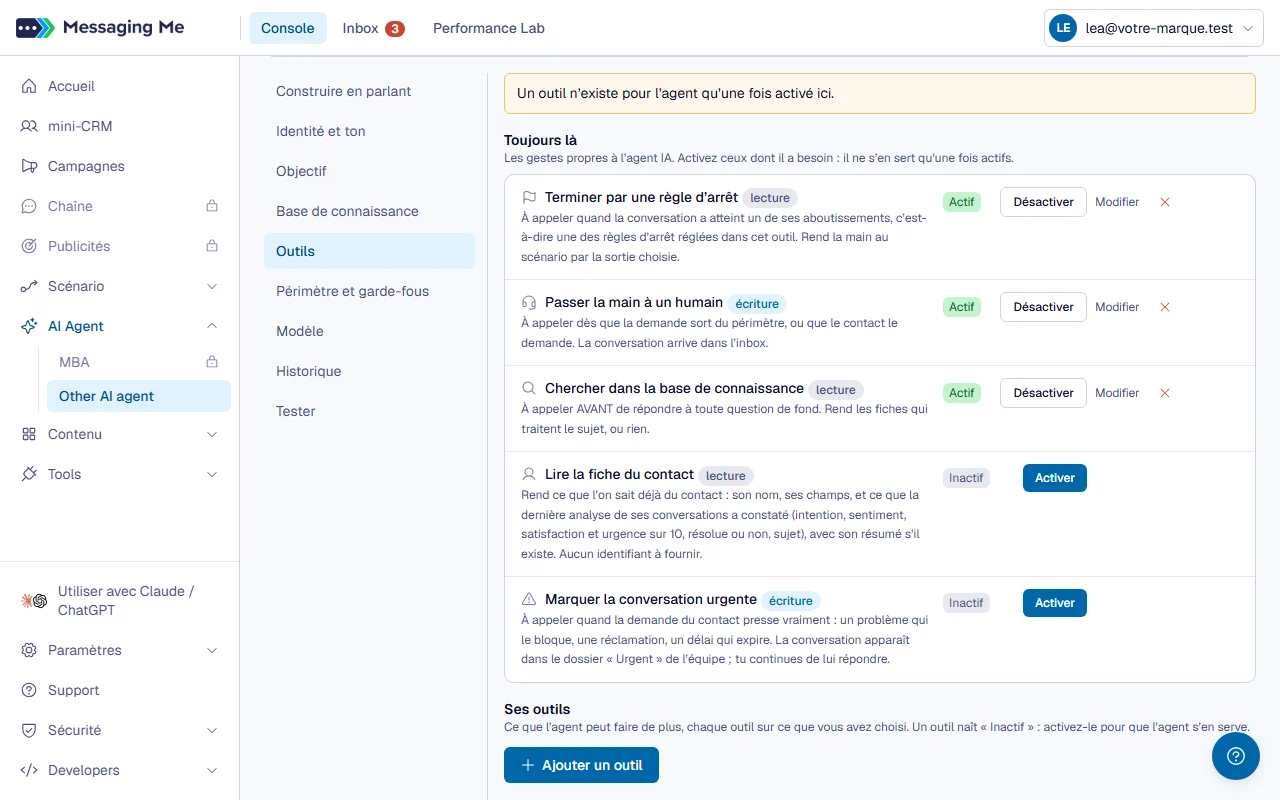 Messaging Me
Console
Inbox 3
Performance Lab
LE
lea@votre-marque.test
Accueil
mini-CRM
Campagnes
Chaîne
Publicités
Scénario
AI Agent
MBA
Other AI agent
Contenu
Tools
Utiliser avec Claude /
ChatGPT
Paramètres
Support
Sécurité
Developers
Construire en parlant
Identité et ton
Objectif
Base de connaissance
Outils
Périmètre et garde-fous
Modèle
Historique
Tester
Un outil n’existe pour l’agent qu’une fois activé ici.
Toujours là
Les gestes propres à l’agent IA. Activez ceux dont il a besoin : il ne s’en sert qu’une fois actifs.
Terminer par une règle d’arrêt lecture
À appeler quand la conversation a atteint un de ses aboutissements, c’est-
à-dire une des règles d’arrêt réglées dans cet outil. Rend la main au
scénario par la sortie choisie.
Actif
Désactiver
Modifier
Passer la main à un humain écriture
À appeler dès que la demande sort du périmètre, ou que le contact le
demande. La conversation arrive dans l’inbox.
Actif
Désactiver
Modifier
Chercher dans la base de connaissance lecture
À appeler AVANT de répondre à toute question de fond. Rend les fiches qui
traitent le sujet, ou rien.
Actif
Désactiver
Modifier
Lire la fiche du contact lecture
Rend ce que l’on sait déjà du contact : son nom, ses champs, et ce que la
dernière analyse de ses conversations a constaté (intention, sentiment,
satisfaction et urgence sur 10, résolue ou non, sujet), avec son résumé s’il
existe. Aucun identifiant à fournir.
Inactif
Activer
Marquer la conversation urgente écriture
À appeler quand la demande du contact presse vraiment : un problème qui
le bloque, une réclamation, un délai qui expire. La conversation apparaît
dans le dossier « Urgent » de l’équipe ; tu continues de lui répondre.
Inactif
Activer
Ses outils
Ce que l’agent peut faire de plus, chaque outil sur ce que vous avez choisi. Un outil naît « Inactif » : activez-le pour que l’agent s’en serve.
Ajouter un outil